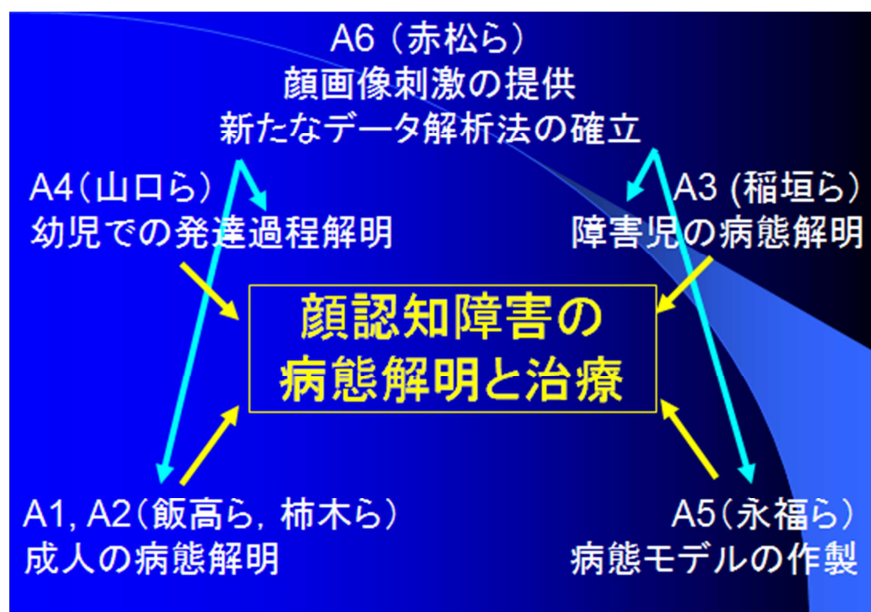 A6（赤松ら）
顔画像刺激の提供
新たなデータ解析法の確立
A4（山口ら）
幼児での発達過程解明
A3 (稲垣ら）
障害児の病態解明
顔認知障害の
病態解明と治療
A1, A2（飯高ら，柿木ら）
成人の病態解明
A5（永福ら）
病態モデルの作製